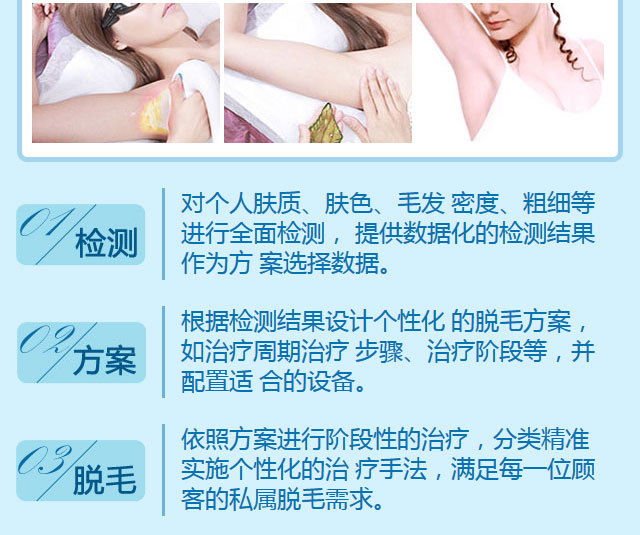 01
检测
对个人肤质、肤色、毛发 密度、粗细等
进行全面检测， 提供数据化的检测结果
作为方 案选择数据。
02
方案
根据检测结果设计个性化 的脱毛方案，
如治疗周期治疗 步骤、治疗阶段等，并
配置适 合的设备。
03
脱毛
依照方案进行阶段性的治疗，分类精准
实施个性化的治 疗手法，满足每一位顾
客的私属脱毛需求。